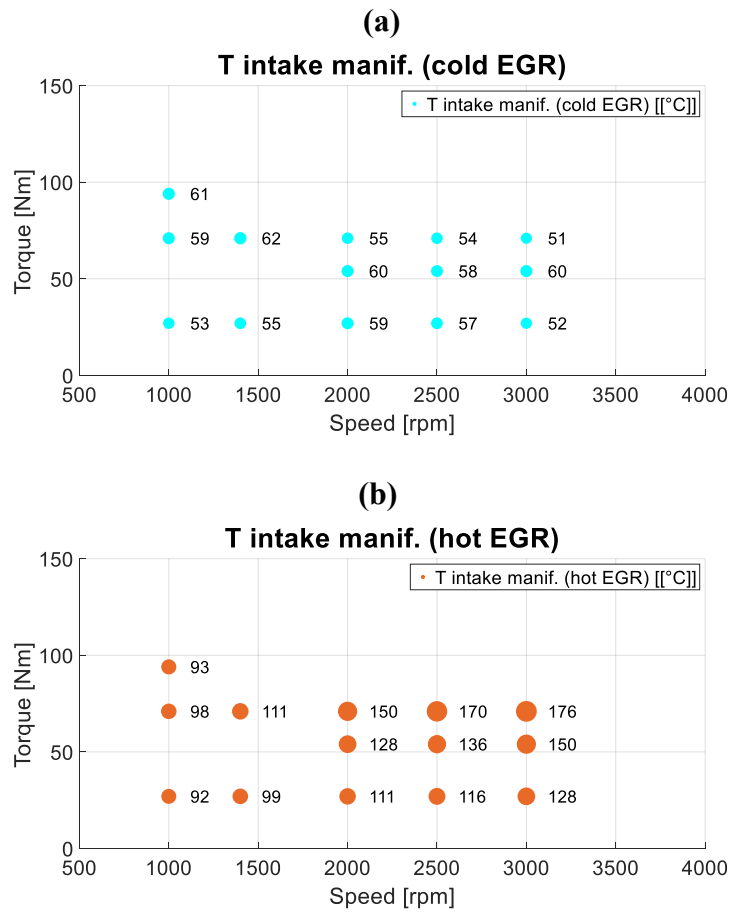 (a)
T intake manif. (cold EGR)
150
T intake manif. (cold EGR) [[°C]]
100
61
59 62 55 54 51
60 58 60
50
53 55 59 57 52
0
500 1000 1500 2000 2500 3000 3500 4000
Torque [Nm]
Speed [rpm]
(b)
T intake manif. (hot EGR)
150
T intake manif. (hot EGR) [[°C]]
100
93
98 111 150 170 176
128 136 150
50
92 99 111 116 128
0
500 1000 1500 2000 2500 3000 3500 4000
Torque [Nm]
Speed [rpm]